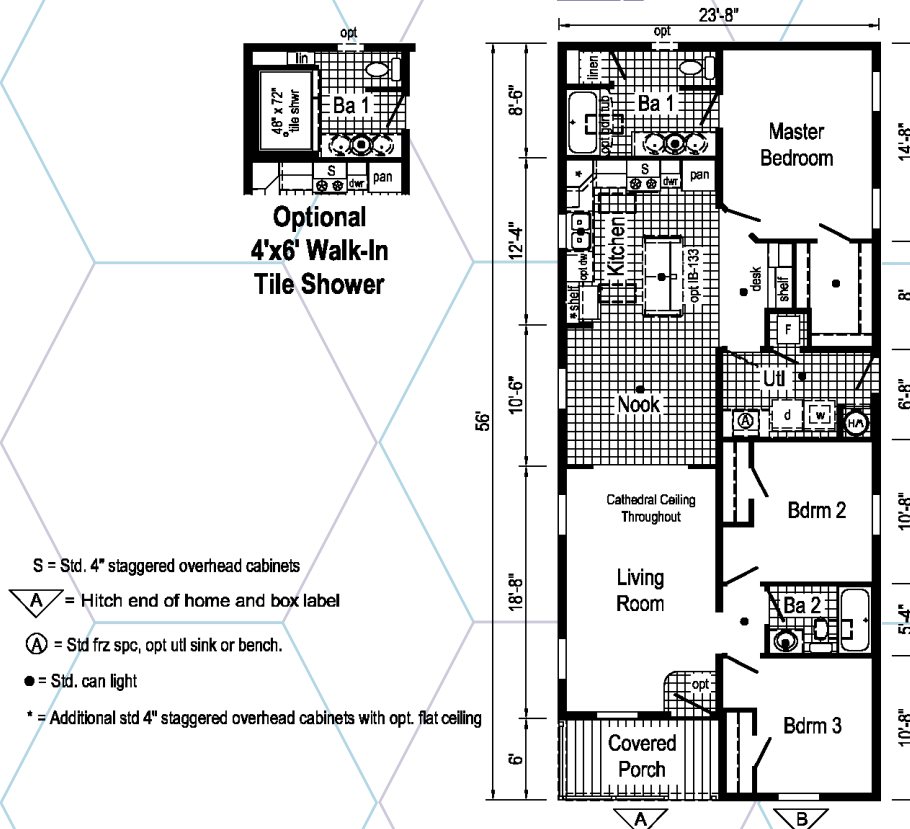 23'-8"
opt
opt
lin
48" x 72"
tile shwr
Ba 1
S
dwr
pan
Optional
4'x6' Walk-In
Tile Shower
linen
opt gdn tub
Ba 1
Master
Bedroom
8'-6"
14'-8"
*
S
dwr
pan
Kitchen
opt dw
* shelf
opt IB-133
desk
shelf
F
12'-4"
8'
56'
10'-6"
Nook
Utl
A
d
w
6'-8"
Cathedral Ceiling
Throughout
Bdrm 2
10'-8"
Living
Room
18'-8"
Ba 2
5'-4"
opt
Bdrm 3
10'-8"
Covered
Porch
6'
A
B
S = Std. 4" staggered overhead cabinets
A = Hitch end of home and box label
A = Std frz spc, opt utl sink or bench.
● = Std. can light
* = Additional std 4" staggered overhead cabinets with opt. flat ceiling